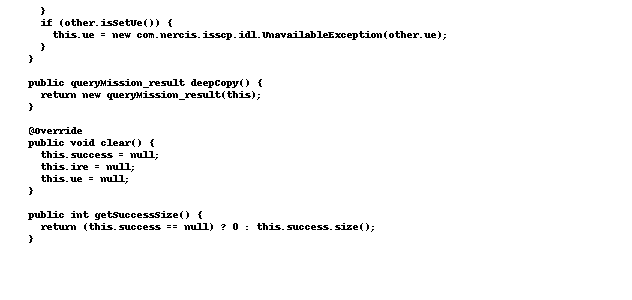 }
if (other.isSetUe()) {
this.ue = new com.nercis.isscp.idl.UnavailableException(other.ue);
}
}
public queryMission_result deepCopy() {
return new queryMission_result(this);
}
@Override
public void clear() {
this.success = null;
this.ire = null;
this.ue = null;
}
public int getSuccessSize() {
return (this.success == null) ? 0 : this.success.size();
}